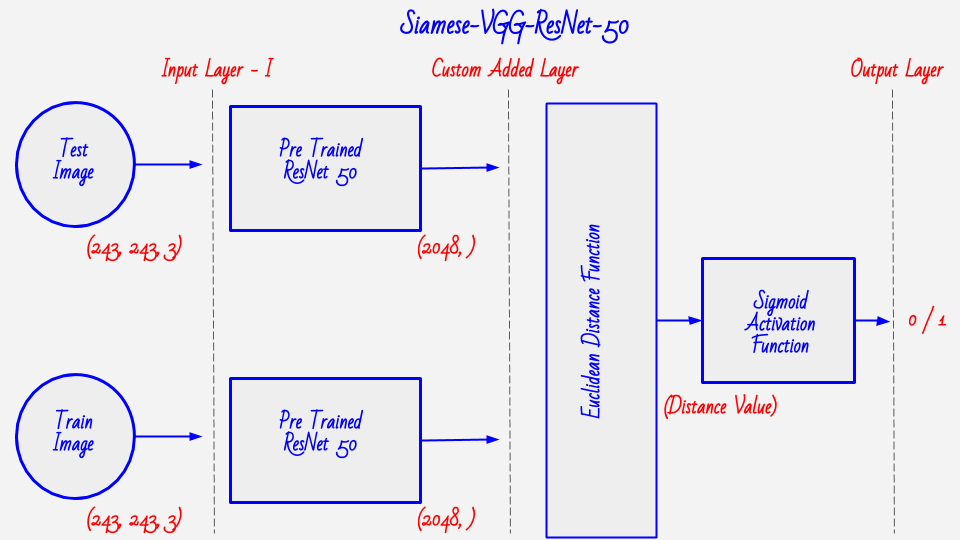 Siamese-VGG-ResNet-50
Input Layer - I
Custom Added Layer
Output Layer
Test
Image
(243, 243, 3)
Pre Trained
ResNet 50
(2048, )
Train
Image
(243, 243, 3)
Pre Trained
ResNet 50
(2048, )
Euclidean Distance Function
(Distance Value)
Sigmoid
Activation
Function
0 / 1